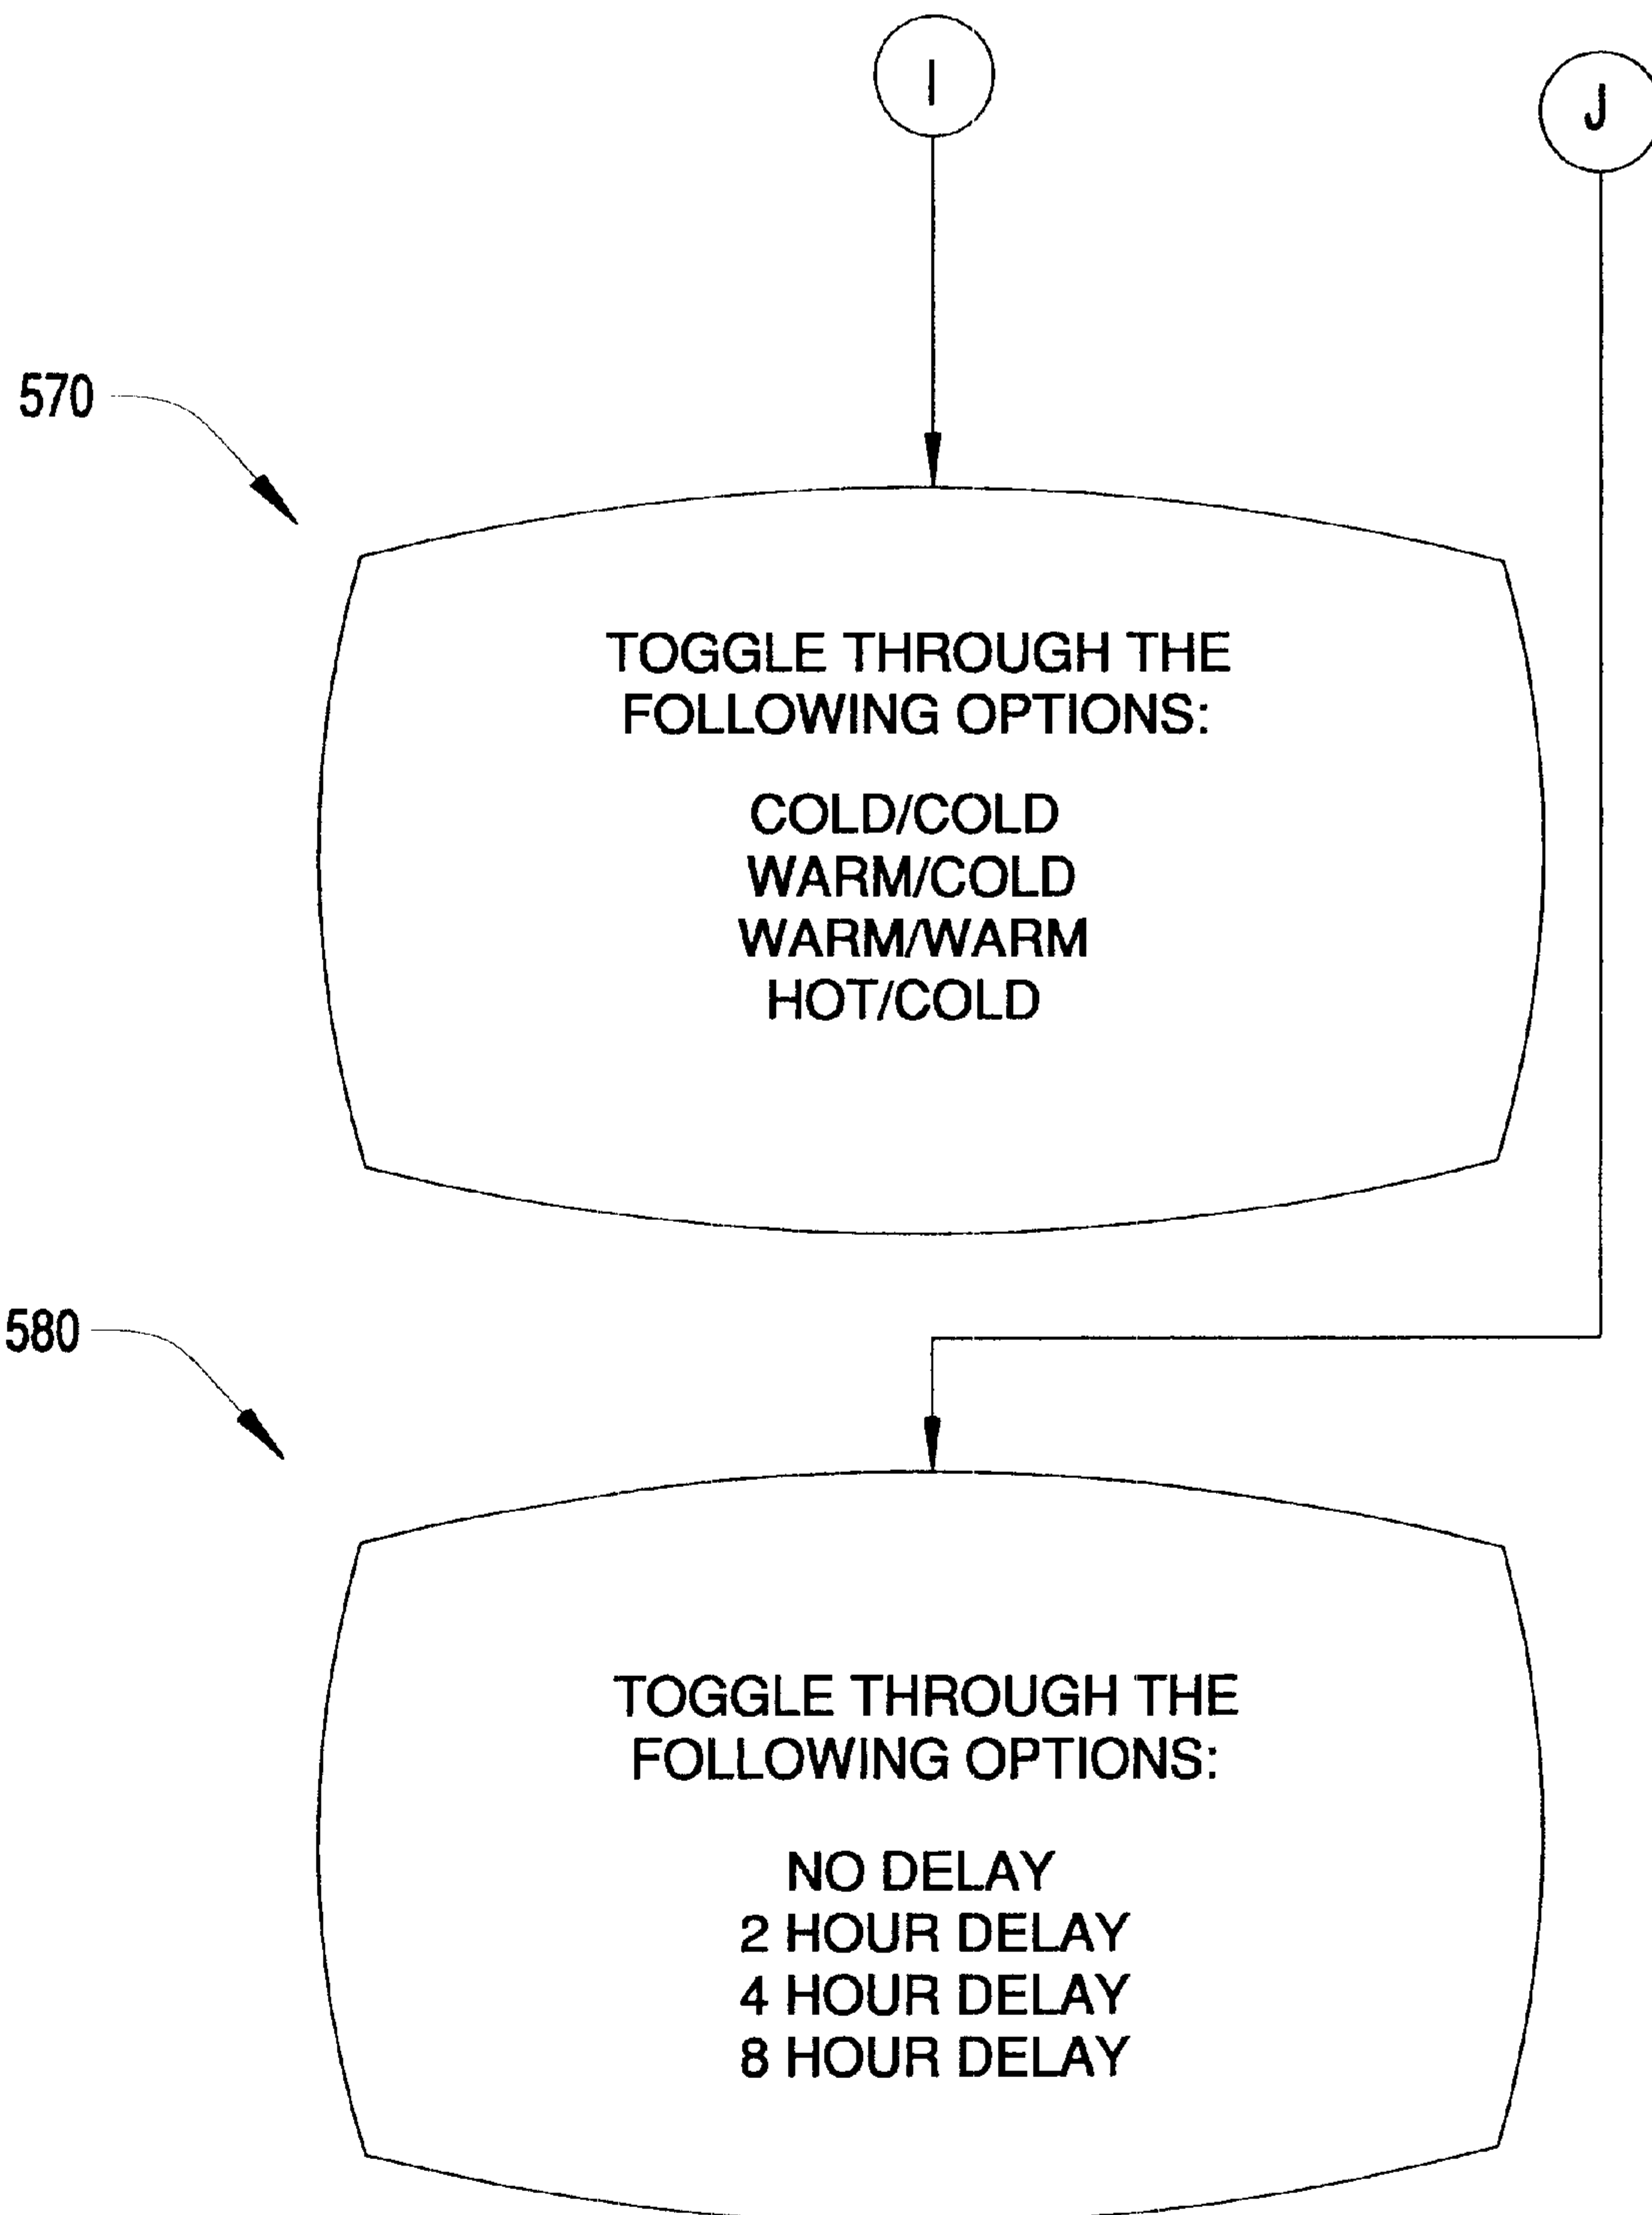 I
J
570
TOGGLE THROUGH THE
FOLLOWING OPTIONS:
COLD/COLD
WARM/COLD
WARM/WARM
HOT/COLD
580
TOGGLE THROUGH THE
FOLLOWING OPTIONS:
NO DELAY
2 HOUR DELAY
4 HOUR DELAY
8 HOUR DELAY